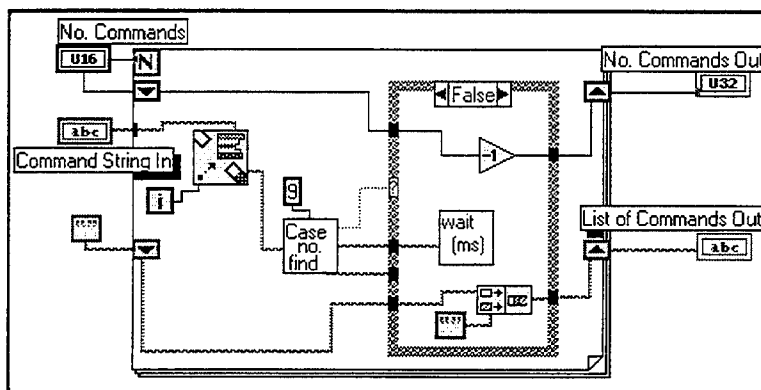 No. Commands
U16
N
No. Commands Out
U32
False
abc
Command String In
-1
i
9
?
Case
no.
find
wait
(ms)
List of Commands Out
abc